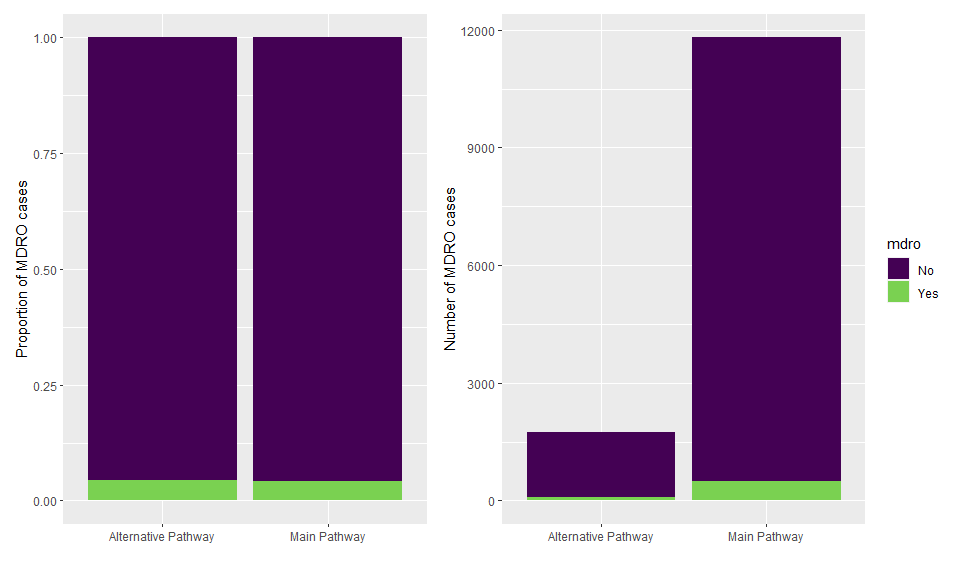 Proportion of MDRO cases
1.00
0.75
0.50
0.25
0.00
Alternative Pathway
Main Pathway
Number of MDRO cases
12000
9000
6000
3000
0
Alternative Pathway
Main Pathway
mdro
No
Yes